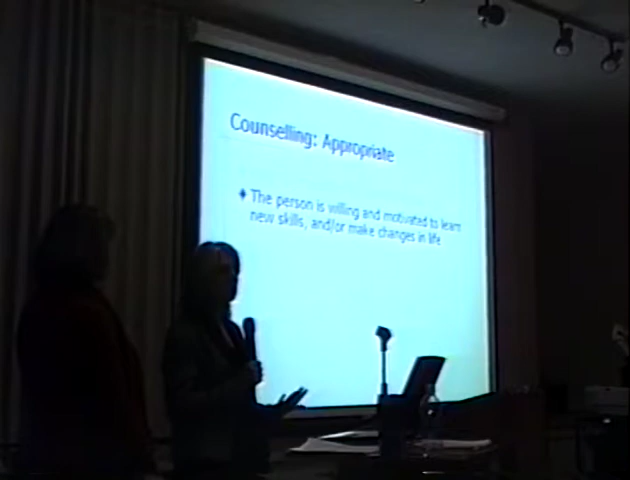 Counselling: Appropriate
♦ The person is willing and motivated to learn
new skills, and/or make changes in life